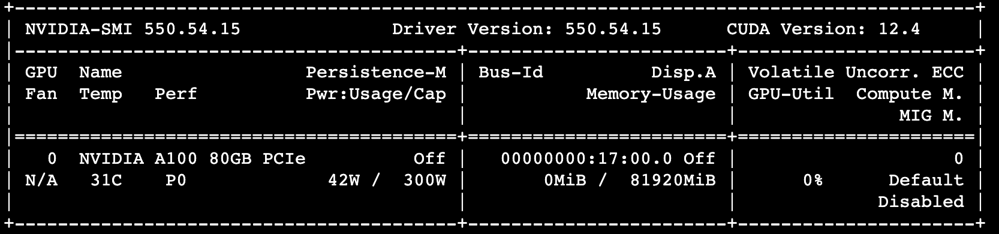 +-----------------------------------------------------------------------------------------+
| NVIDIA-SMI 550.54.15              Driver Version: 550.54.15      CUDA Version: 12.4     |
|-----------------------------------------+------------------------+----------------------+
| GPU  Name                 Persistence-M | Bus-Id          Disp.A | Volatile Uncorr. ECC |
| Fan  Temp   Perf          Pwr:Usage/Cap |           Memory-Usage | GPU-Util  Compute M. |
|                                         |                        |               MIG M. |
|=========================================+========================+======================|
|   0  NVIDIA A100 80GB PCIe          Off |   00000000:17:00.0 Off |                    0 |
| N/A   31C    P0              42W /  300W |       0MiB /  81920MiB |      0%      Default |
|                                         |                        |             Disabled |
+-----------------------------------------+------------------------+----------------------+